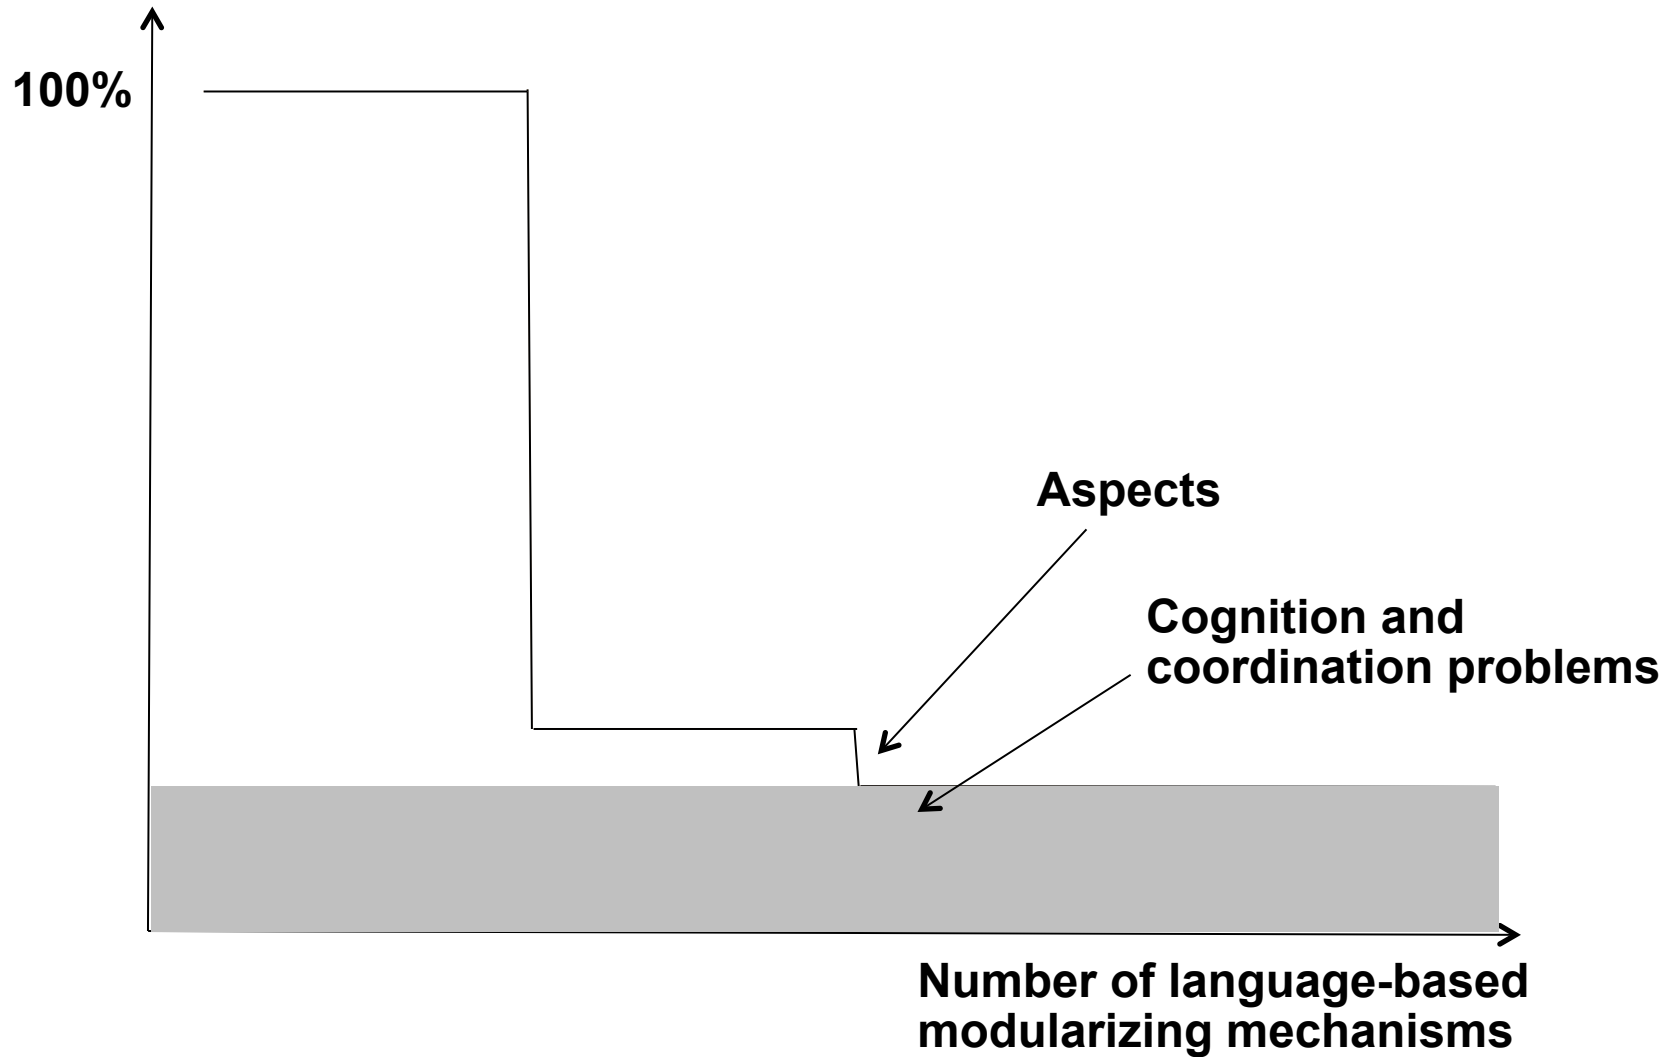 100%
Aspects
Cognition and
coordination problems
Number of language-based
modularizing mechanisms